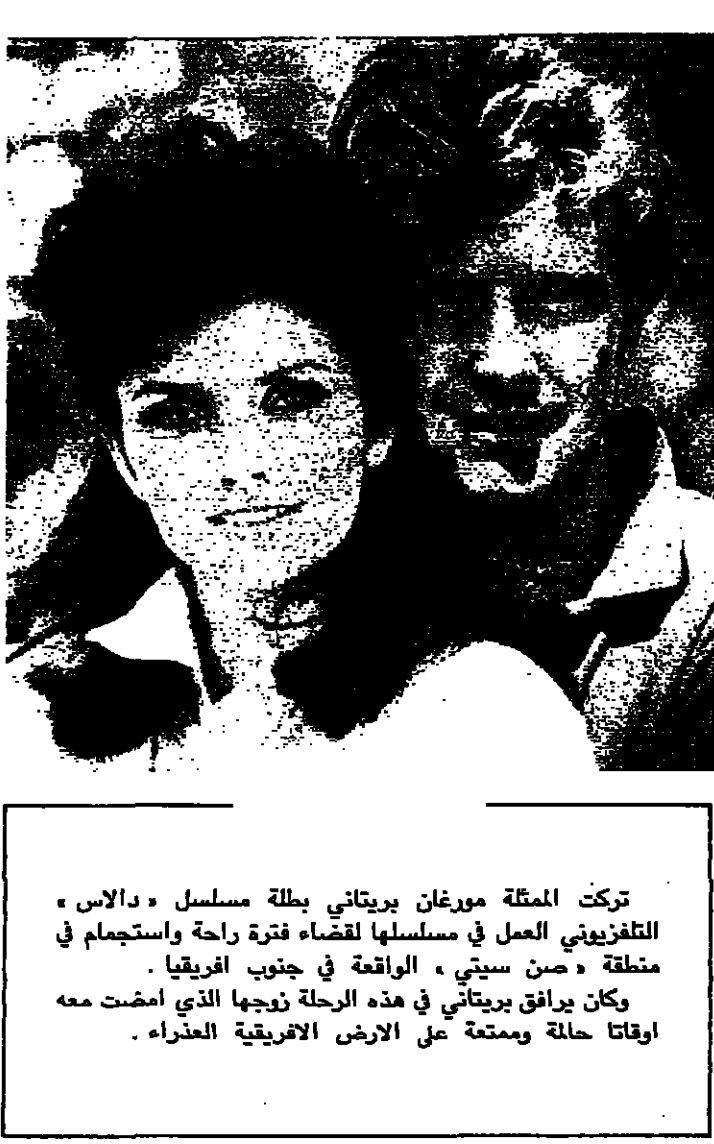 تركت الممثلة مورغان بريتاني بطلة مسلسل «دالاس»
التلفزيوني العمل في مسلسلها لقضاء فترة راحة واستجمام في
منطقة «صن سيتي» الواقعة في جنوب افريقيا .
وكان يرافق بريتاني في هذه الرحلة زوجها الذي امضت معه
اوقاتا حالمة وممتعة على الارض الافريقية العذراء .